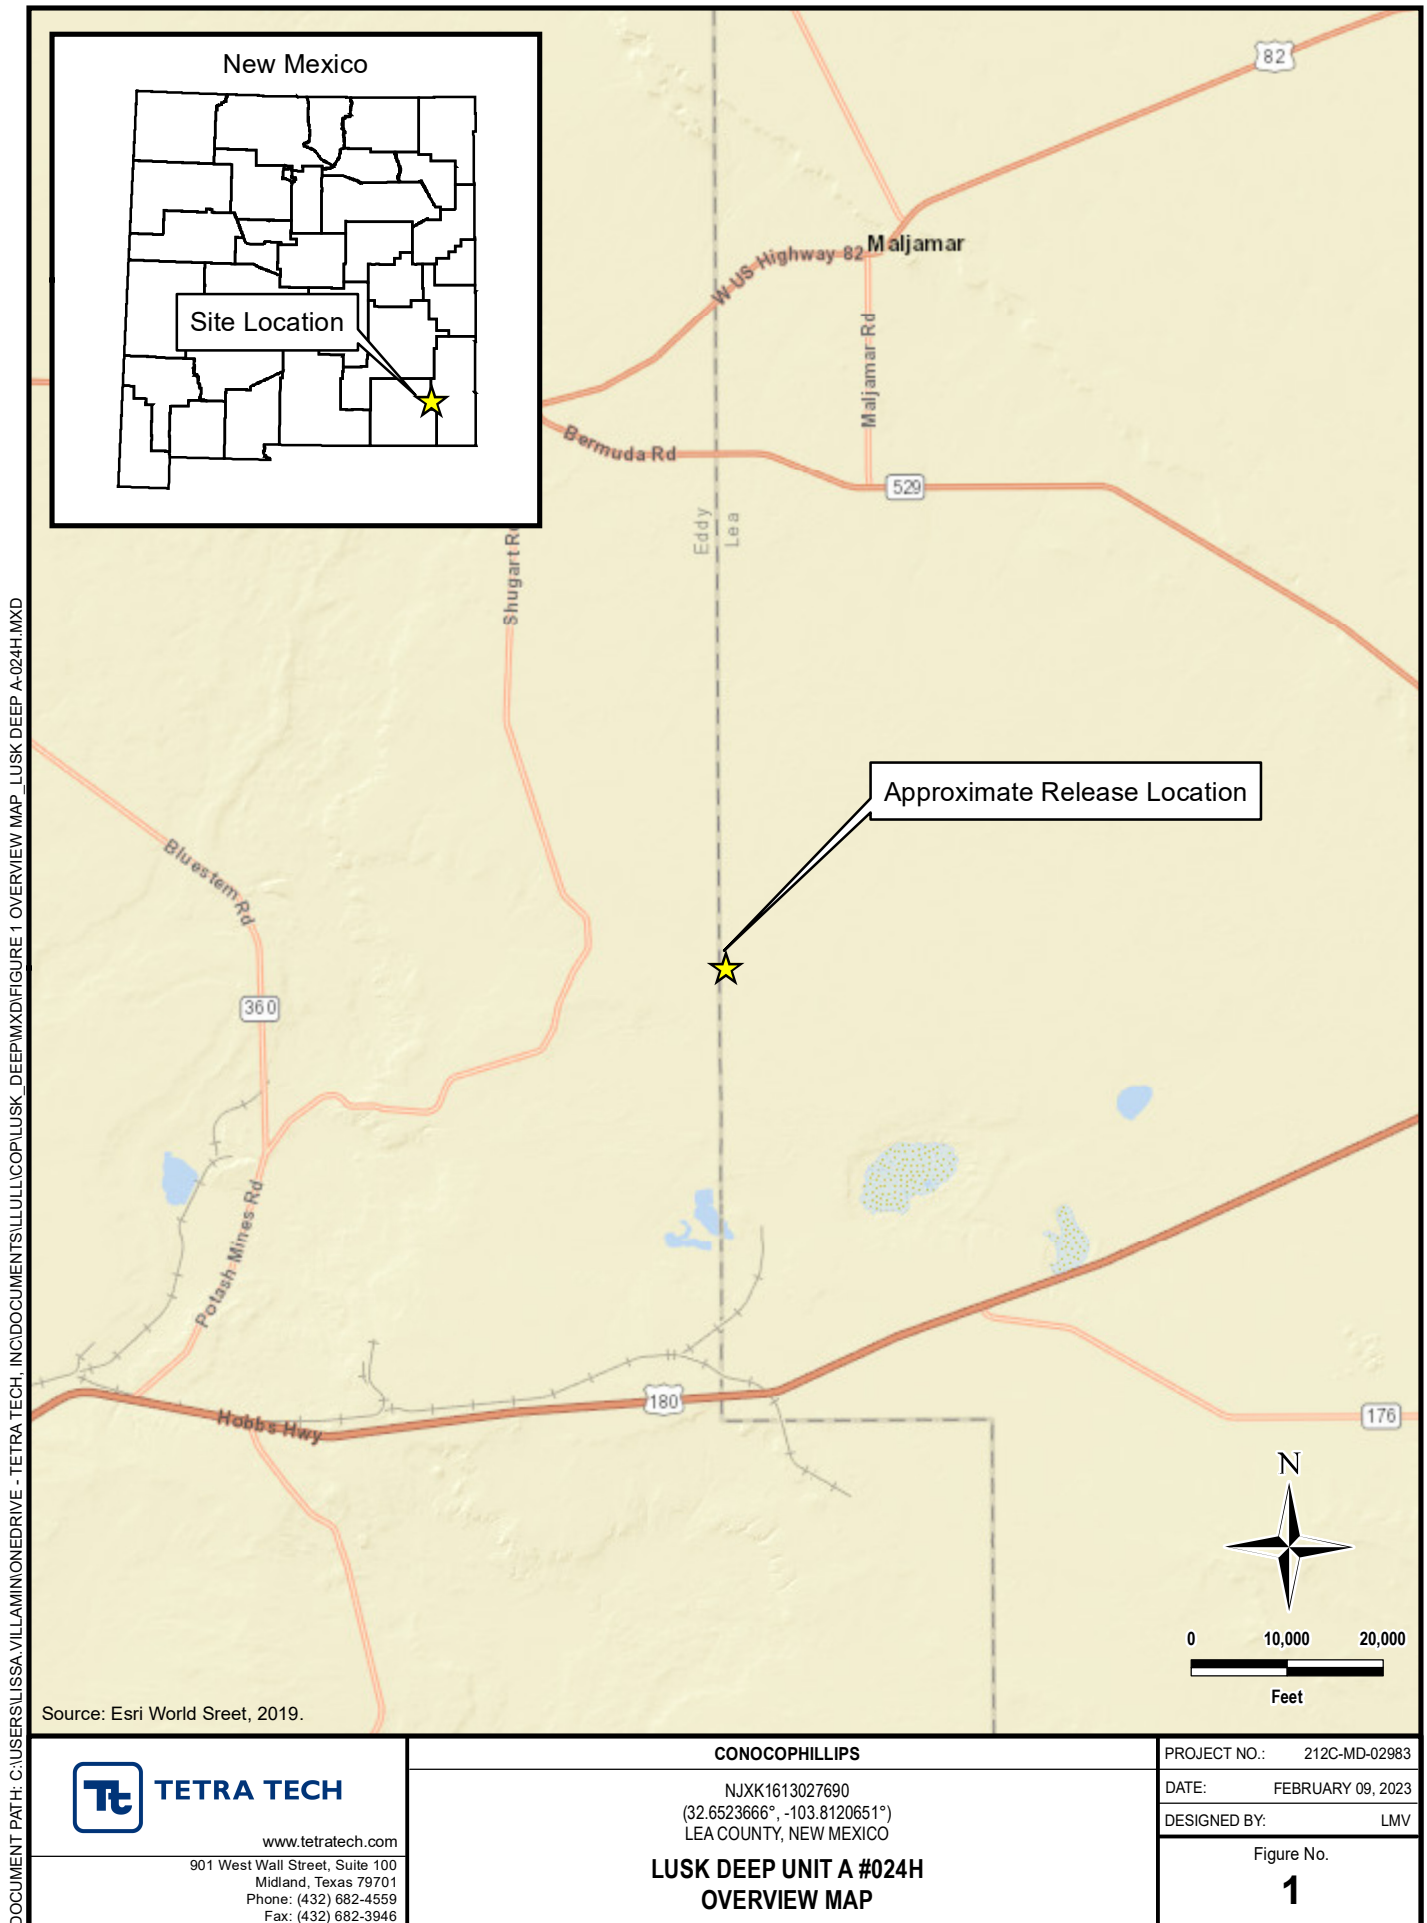 New Mexico
Site Location
82
Maljamar
W US Highway 82
Maljamar Rd
Bermuda Rd
529
Eddy
Lea
Shugart Rd
Approximate Release Location
Bluestem Rd
360
Potash Mines Rd
180
Hobbs Hwy
176
N
0 10,000 20,000
Feet
Source: Esri World Sreet, 2019.
DOCUMENT PATH: C:\USERS\LISSA.VILLAMIN\ONEDRIVE - TETRA TECH, INC\DOCUMENTS\LLULL\COP\LUSK_DEEP\MXD\FIGURE 1 OVERVIEW MAP_LUSK DEEP A-024H.MXD
Tt TETRA TECH
www.tetratech.com
901 West Wall Street, Suite 100
Midland, Texas 79701
Phone: (432) 682-4559
Fax: (432) 682-3946
CONOCOPHILLIPS
NJXK1613027690
(32.6523666°, -103.8120651°)
LEA COUNTY, NEW MEXICO
LUSK DEEP UNIT A #024H
OVERVIEW MAP
PROJECT NO.: 212C-MD-02983
DATE: FEBRUARY 09, 2023
DESIGNED BY: LMV
Figure No.
1